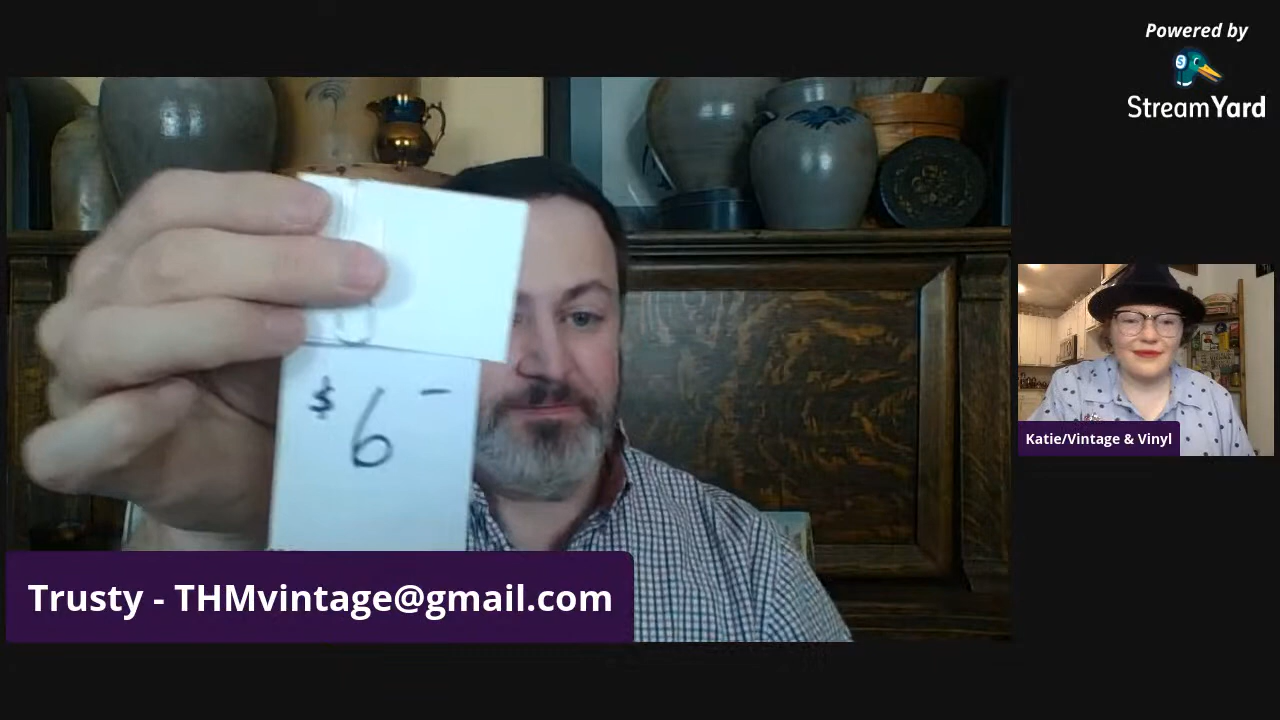 Powered by
StreamYard
$6-
Katie/Vintage & Vinyl
Trusty - THMvintage@gmail.com